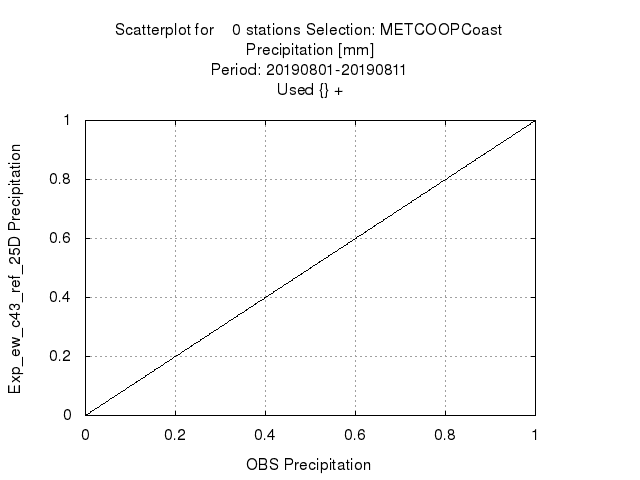 Scatterplot for    0 stations Selection: METCOOPCoast
Precipitation [mm]
Period: 20190801-20190811
Used {} +
1
0.8
0.6
0.4
0.2
0
Exp_ew_c43_ref_25D Precipitation
0 0.2 0.4 0.6 0.8 1
OBS Precipitation